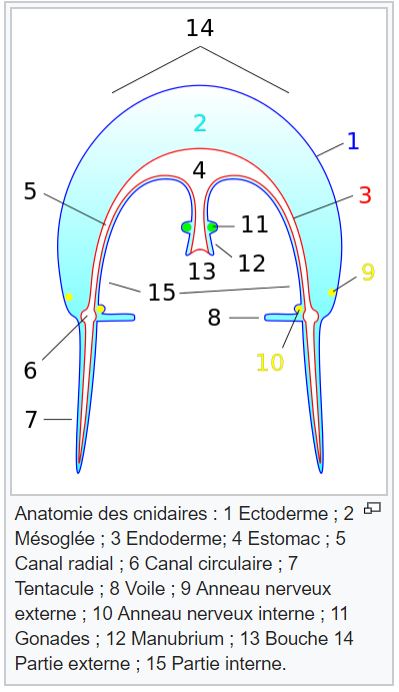 14
2
1
4
5
3
11
12
13
9
15
8
6
10
7
Anatomie des cnidaires : 1 Ectoderme ; 2
Mésoglée ; 3 Endoderme; 4 Estomac ; 5
Canal radial ; 6 Canal circulaire ; 7
Tentacule ; 8 Voile ; 9 Anneau nerveux
externe ; 10 Anneau nerveux interne ; 11
Gonades ; 12 Manubrium ; 13 Bouche 14
Partie externe ; 15 Partie interne.